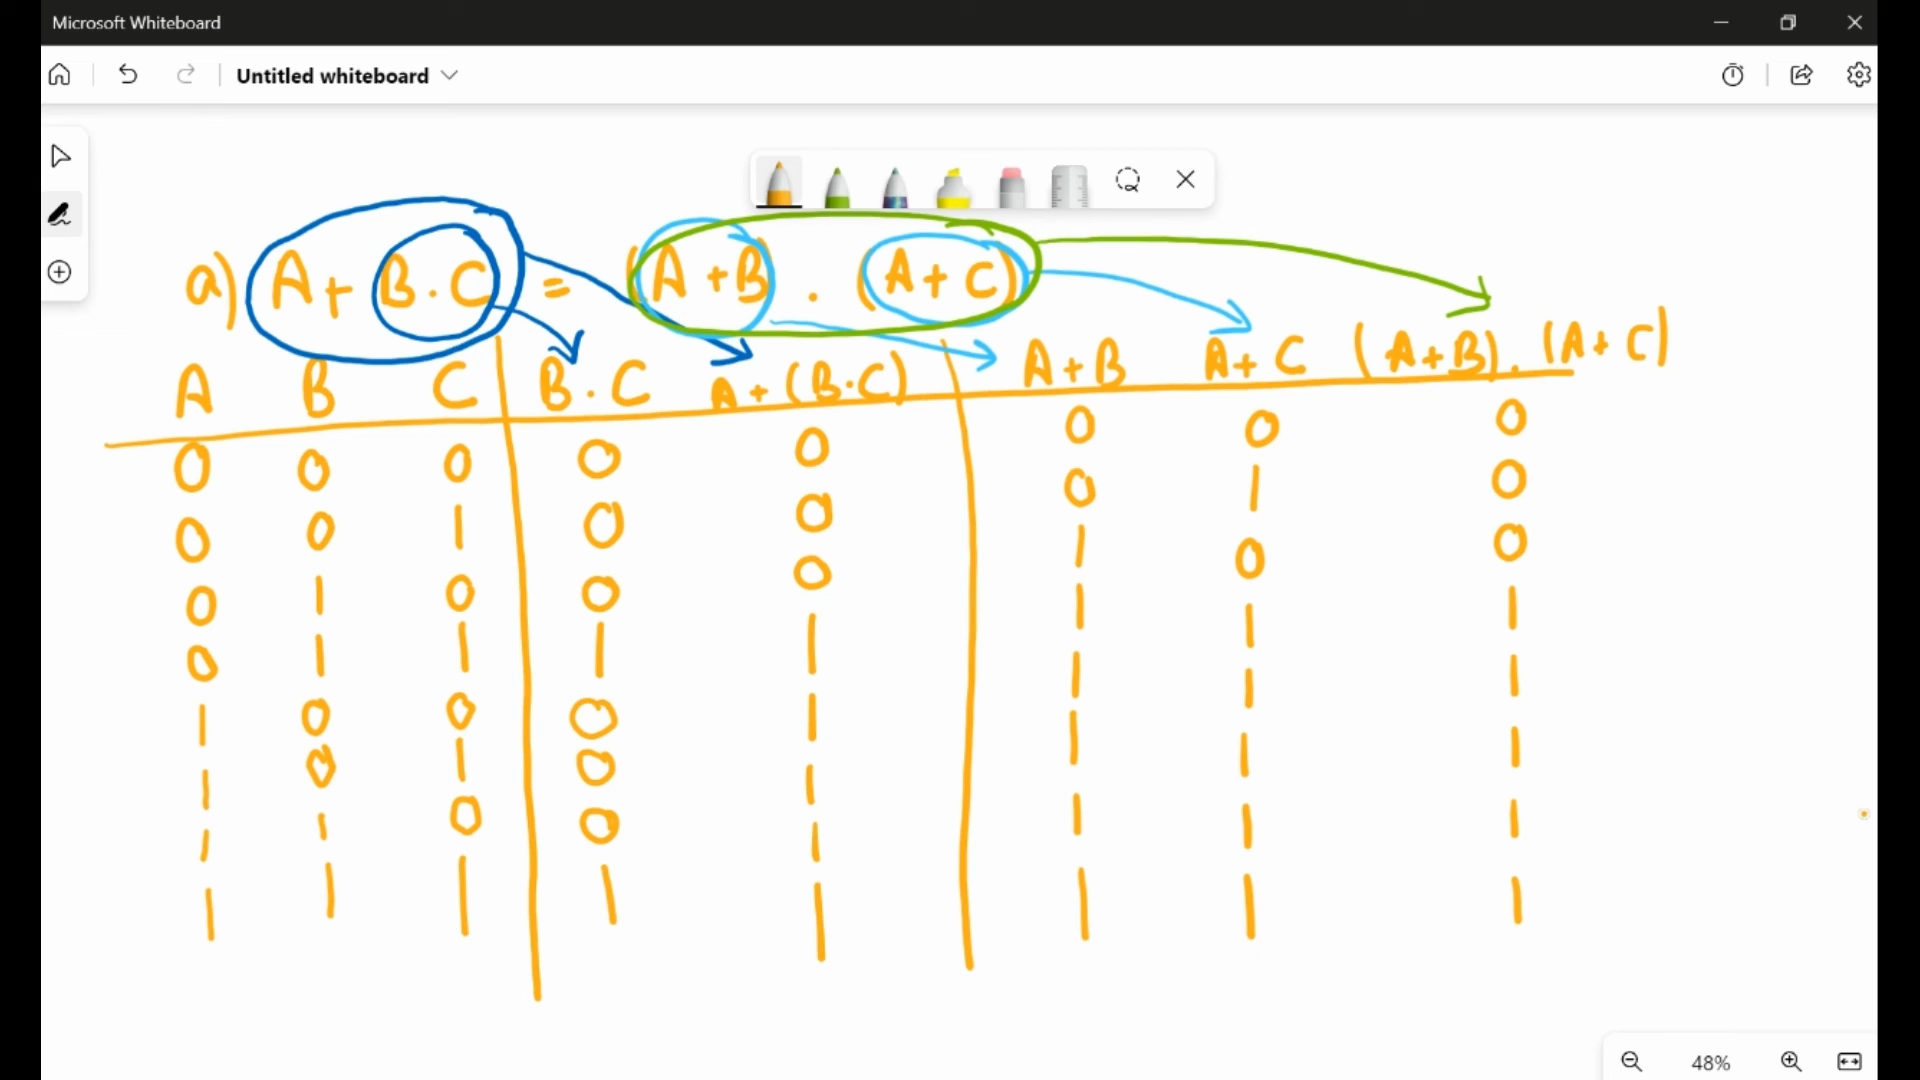 Microsoft Whiteboard
Untitled whiteboard
a) A + B . C = (A + B) . (A + C)
A B C B . C A + (B . C) A + B A + C (A + B) . (A + C)
0 0 0 0 0 0 0 0
0 0 1 0 0 0 1 0
0 1 0 0 0 1 0 0
0 1 1 1 1 1 1 1
1 0 0 0 1 1 1 1
1 0 1 0 1 1 1 1
1 1 0 0 1 1 1 1
1 1 1 1 1 1 1 1
48%